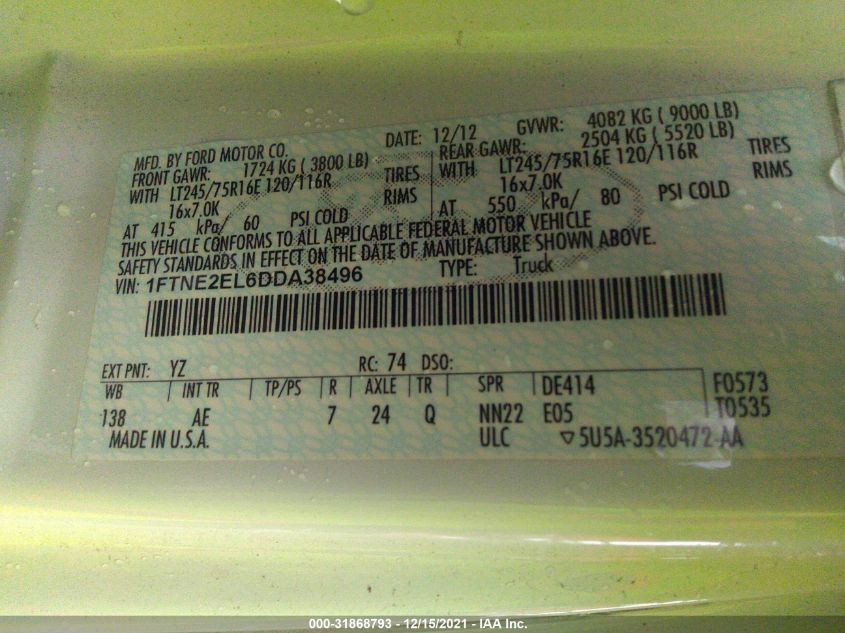 MFD. BY FORD MOTOR CO. DATE: 12/12 GVWR: 4082 KG ( 9000 LB)
FRONT GAWR: 1724 KG ( 3800 LB) REAR GAWR: 2504 KG ( 5520 LB)
WITH LT245/75R16E 120/116R TIRES WITH LT245/75R16E 120/116R TIRES
16x7.0K RIMS 16x7.0K RIMS
AT 415 kPa/ 60 PSI COLD AT 550 kPa/ 80 PSI COLD
THIS VEHICLE CONFORMS TO ALL APPLICABLE FEDERAL MOTOR VEHICLE
SAFETY STANDARDS IN EFFECT ON THE DATE OF MANUFACTURE SHOWN ABOVE.
VIN: 1FTNE2EL6DDA38496 TYPE: Truck
EXT PNT: YZ RC: 74 DSO:
WB INT TR TP/PS R AXLE TR SPR DE414 F0573
138 AE 7 24 Q NN22 E05 T0535
MADE IN U.S.A. ULC ▽5U5A-3520472-AA
000-31868793 - 12/15/2021 - IAA Inc.